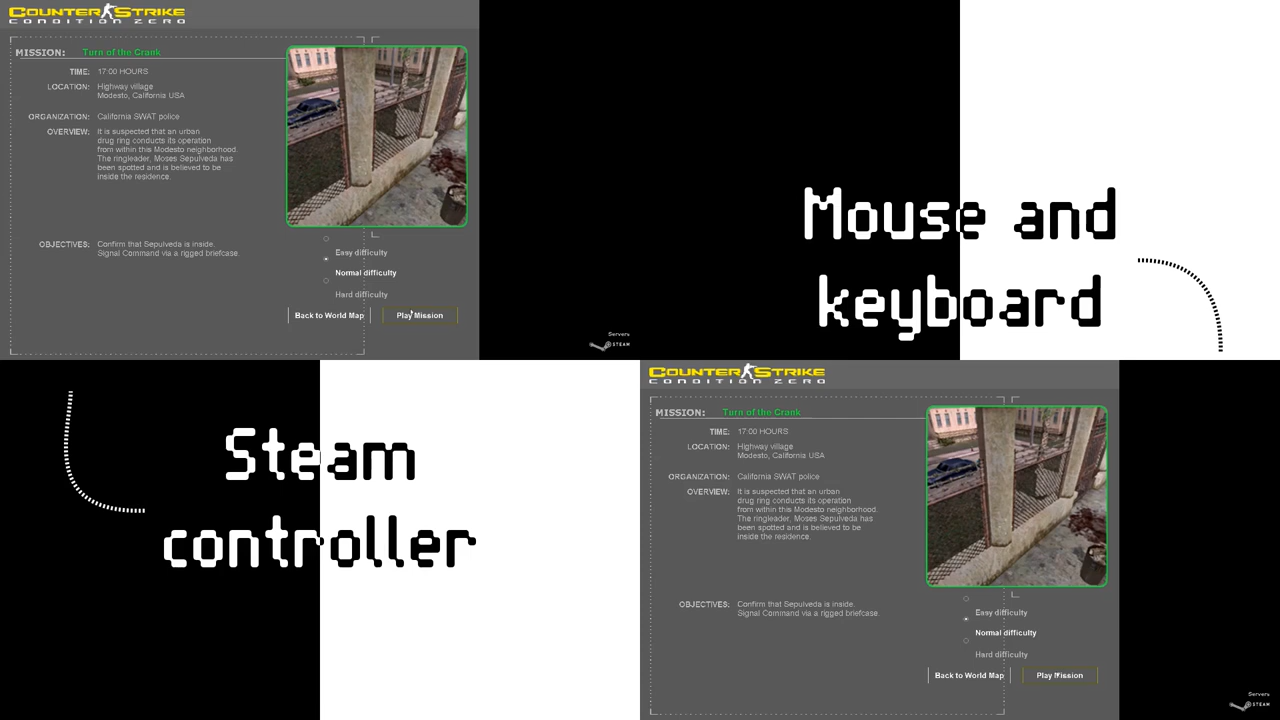 COUNTER STRIKE
CONDITION ZERO
MISSION: Turn of the Crank
TIME: 17:00 HOURS
LOCATION: Highway village
Modesto, California USA
ORGANIZATION: California SWAT police
OVERVIEW: It is suspected that an urban
drug ring conducts its operation
from within this Modesto neighborhood.
The ringleader, Moses Sepulveda has
been spotted and is believed to be
inside the residence.
OBJECTIVES: Confirm that Sepulveda is inside.
Signal Command via a rigged briefcase.
Easy difficulty
Normal difficulty
Hard difficulty
Back to World Map
Play Mission
Servers
STEAM
Mouse and
keyboard
Steam
controller
COUNTER STRIKE
CONDITION ZERO
MISSION: Turn of the Crank
TIME: 17:00 HOURS
LOCATION: Highway village
Modesto, California USA
ORGANIZATION: California SWAT police
OVERVIEW: It is suspected that an urban
drug ring conducts its operation
from within this Modesto neighborhood.
The ringleader, Moses Sepulveda has
been spotted and is believed to be
inside the residence.
OBJECTIVES: Confirm that Sepulveda is inside.
Signal Command via a rigged briefcase.
Easy difficulty
Normal difficulty
Hard difficulty
Back to World Map
Play Mission
Servers
STEAM